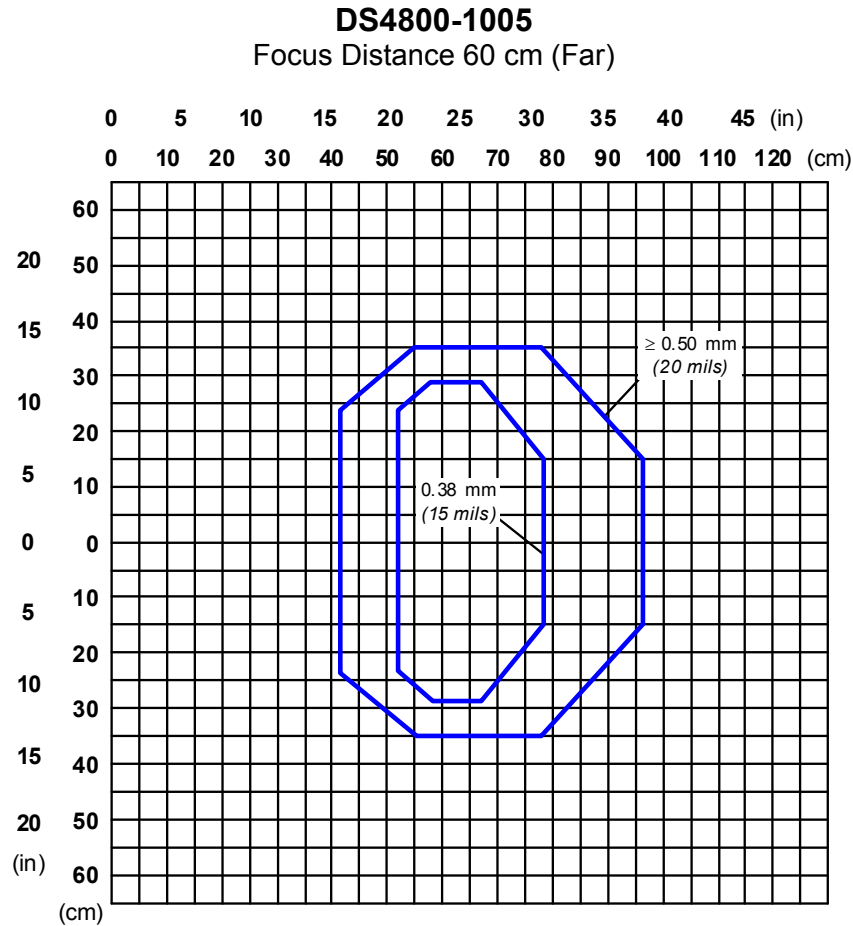 DS4800-1005
Focus Distance 60 cm (Far)
0 5 10 15 20 25 30 35 40 45 (in)
0 10 20 30 40 50 60 70 80 90 100 110 120 (cm)
60
20 50
15 40
≥ 0.50 mm
(20 mils)
30
10
20
5
10
0.38 mm
(15 mils)
0 0
10
5
20
10
30
15
40
20 50
(in)
60
(cm)